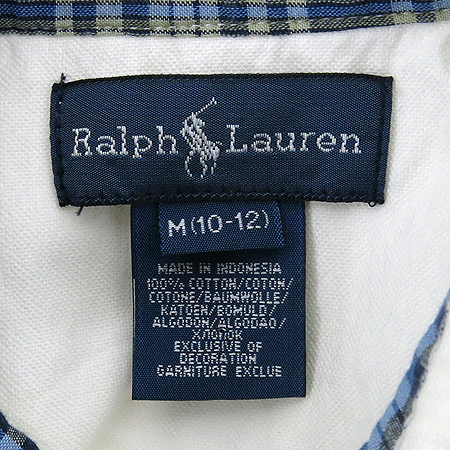 Ralph Lauren
M (10-12)
MADE IN INDONESIA
100% COTTON/COTON/
COTONE/BAUMWOLLE/
KATOEN/BOMULD/
ALGODON/ALGODAO/
ХЛОПОК
EXCLUSIVE OF
DECORATION
GARNITURE EXCLUE